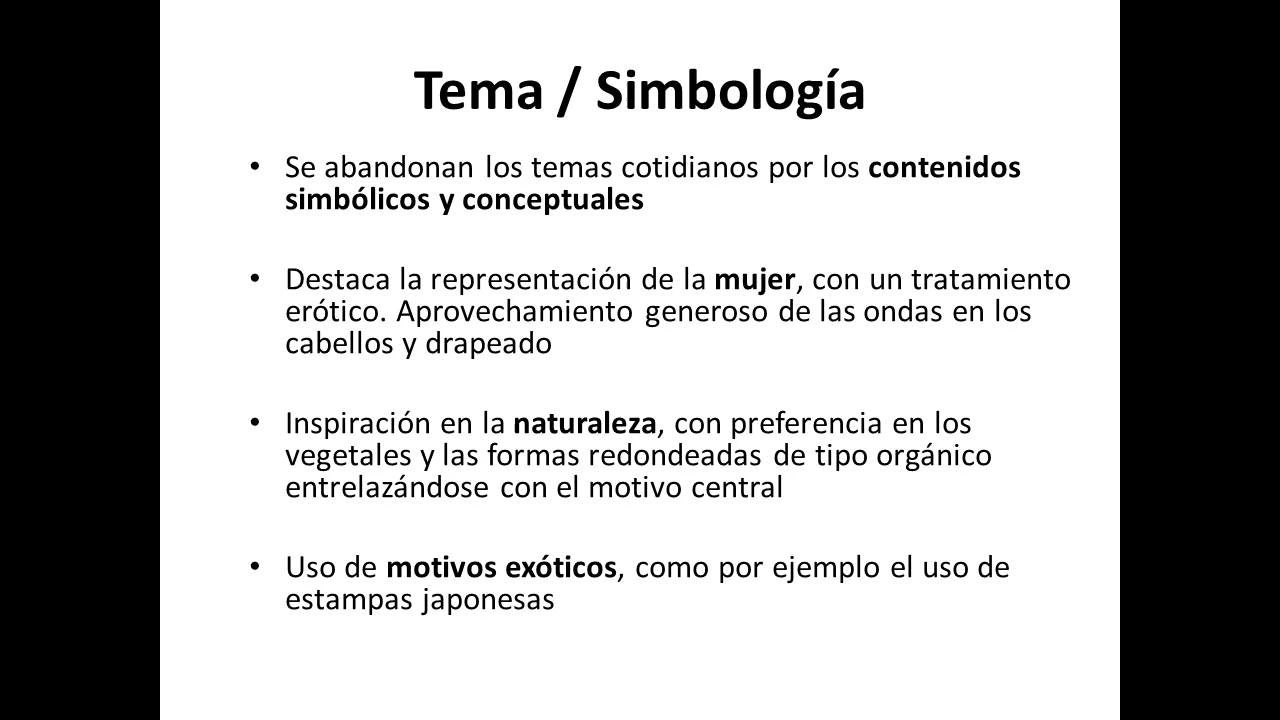 Tema / Simbología
• Se abandonan los temas cotidianos por los contenidos
simbólicos y conceptuales
• Destaca la representación de la mujer, con un tratamiento
erótico. Aprovechamiento generoso de las ondas en los
cabellos y drapeado
• Inspiración en la naturaleza, con preferencia en los
vegetales y las formas redondeadas de tipo orgánico
entrelazándose con el motivo central
• Uso de motivos exóticos, como por ejemplo el uso de
estampas japonesas